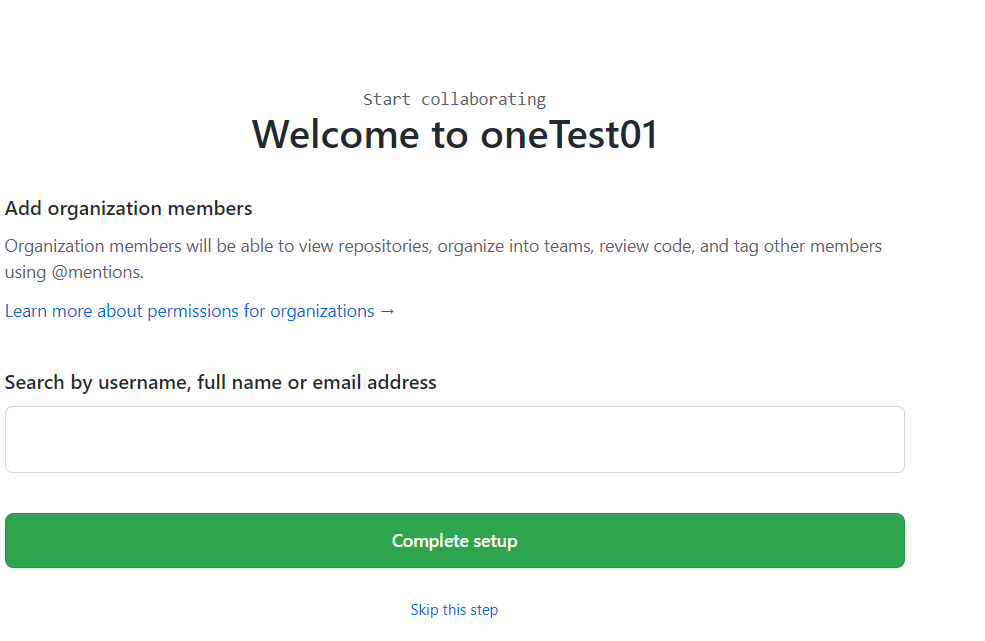 Start collaborating
Welcome to oneTest01
Add organization members
Organization members will be able to view repositories, organize into teams, review code, and tag other members
using @mentions.
Learn more about permissions for organizations →
Search by username, full name or email address
Complete setup
Skip this step